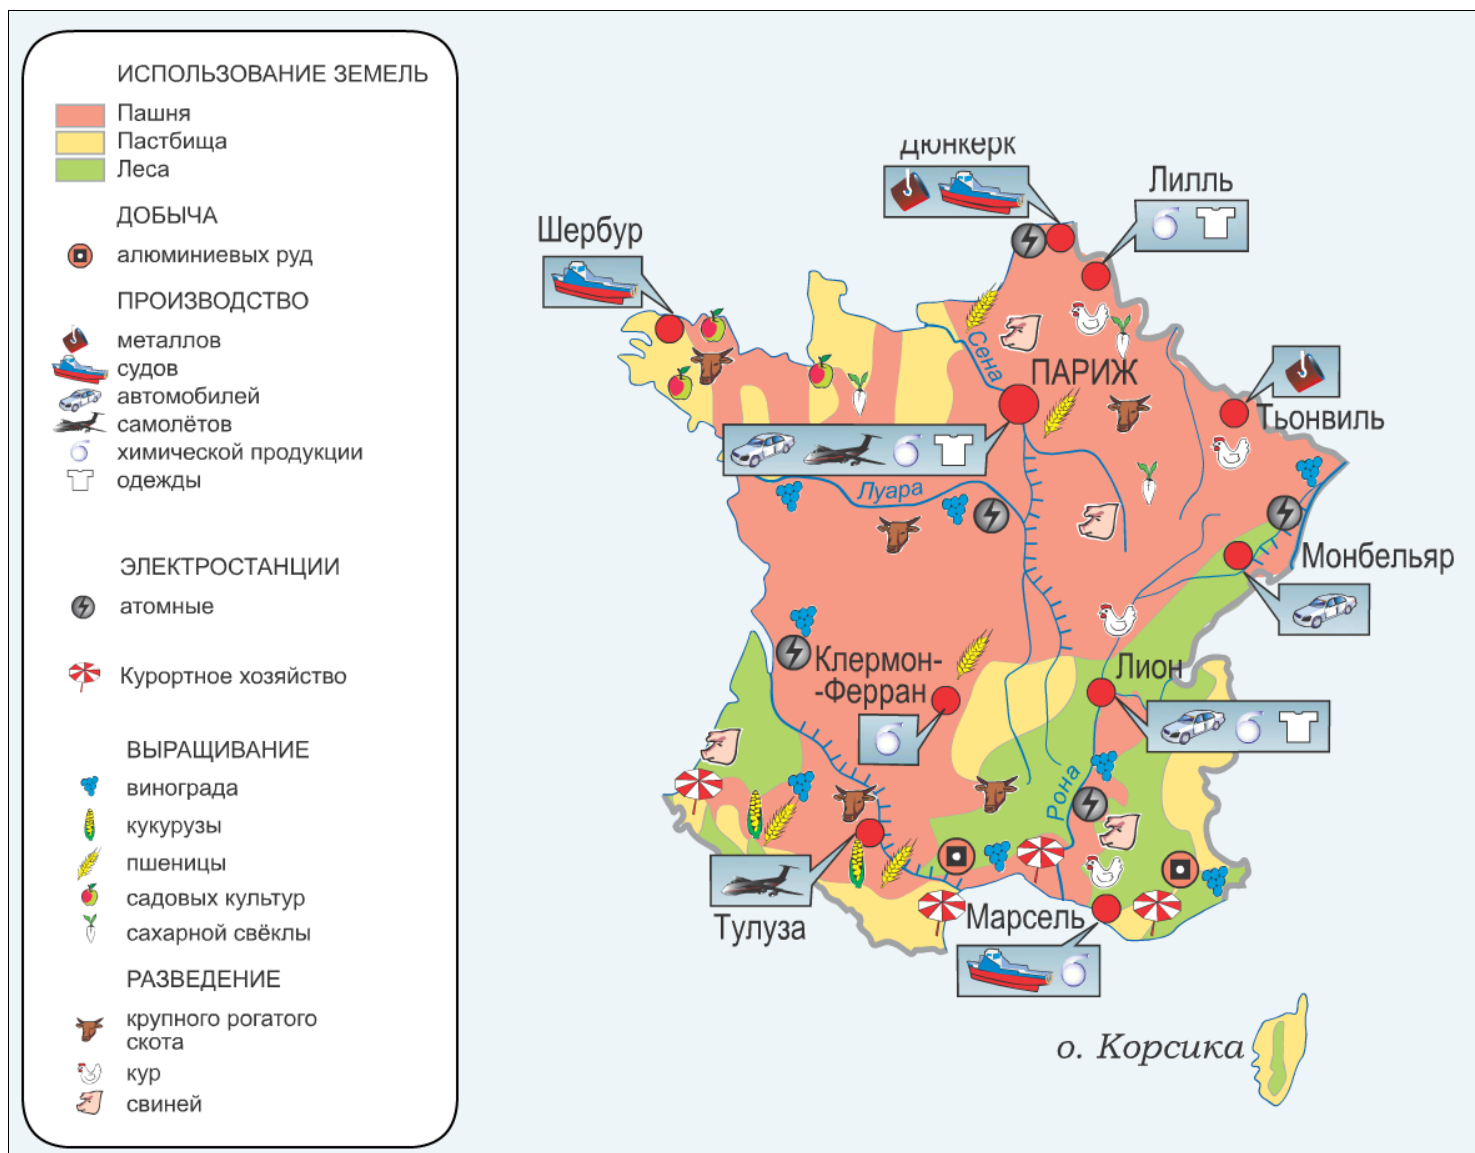 ИСПОЛЬЗОВАНИЕ ЗЕМЕЛЬ
Пашня
Пастбища
Леса
ДОБЫЧА
алюминиевых руд
ПРОИЗВОДСТВО
металлов
судов
автомобилей
самолётов
химической продукции
одежды
ЭЛЕКТРОСТАНЦИИ
атомные
Курортное хозяйство
ВЫРАЩИВАНИЕ
винограда
кукурузы
пшеницы
садовых культур
сахарной свёклы
РАЗВЕДЕНИЕ
крупного рогатого
скота
кур
свиней
Дюнкерк
Лилль
Шербур
Сена
ПАРИЖ
Тьонвиль
Луара
Монбельяр
Клермон-
-Ферран
Лион
Рона
Тулуза
Марсель
о. Корсика